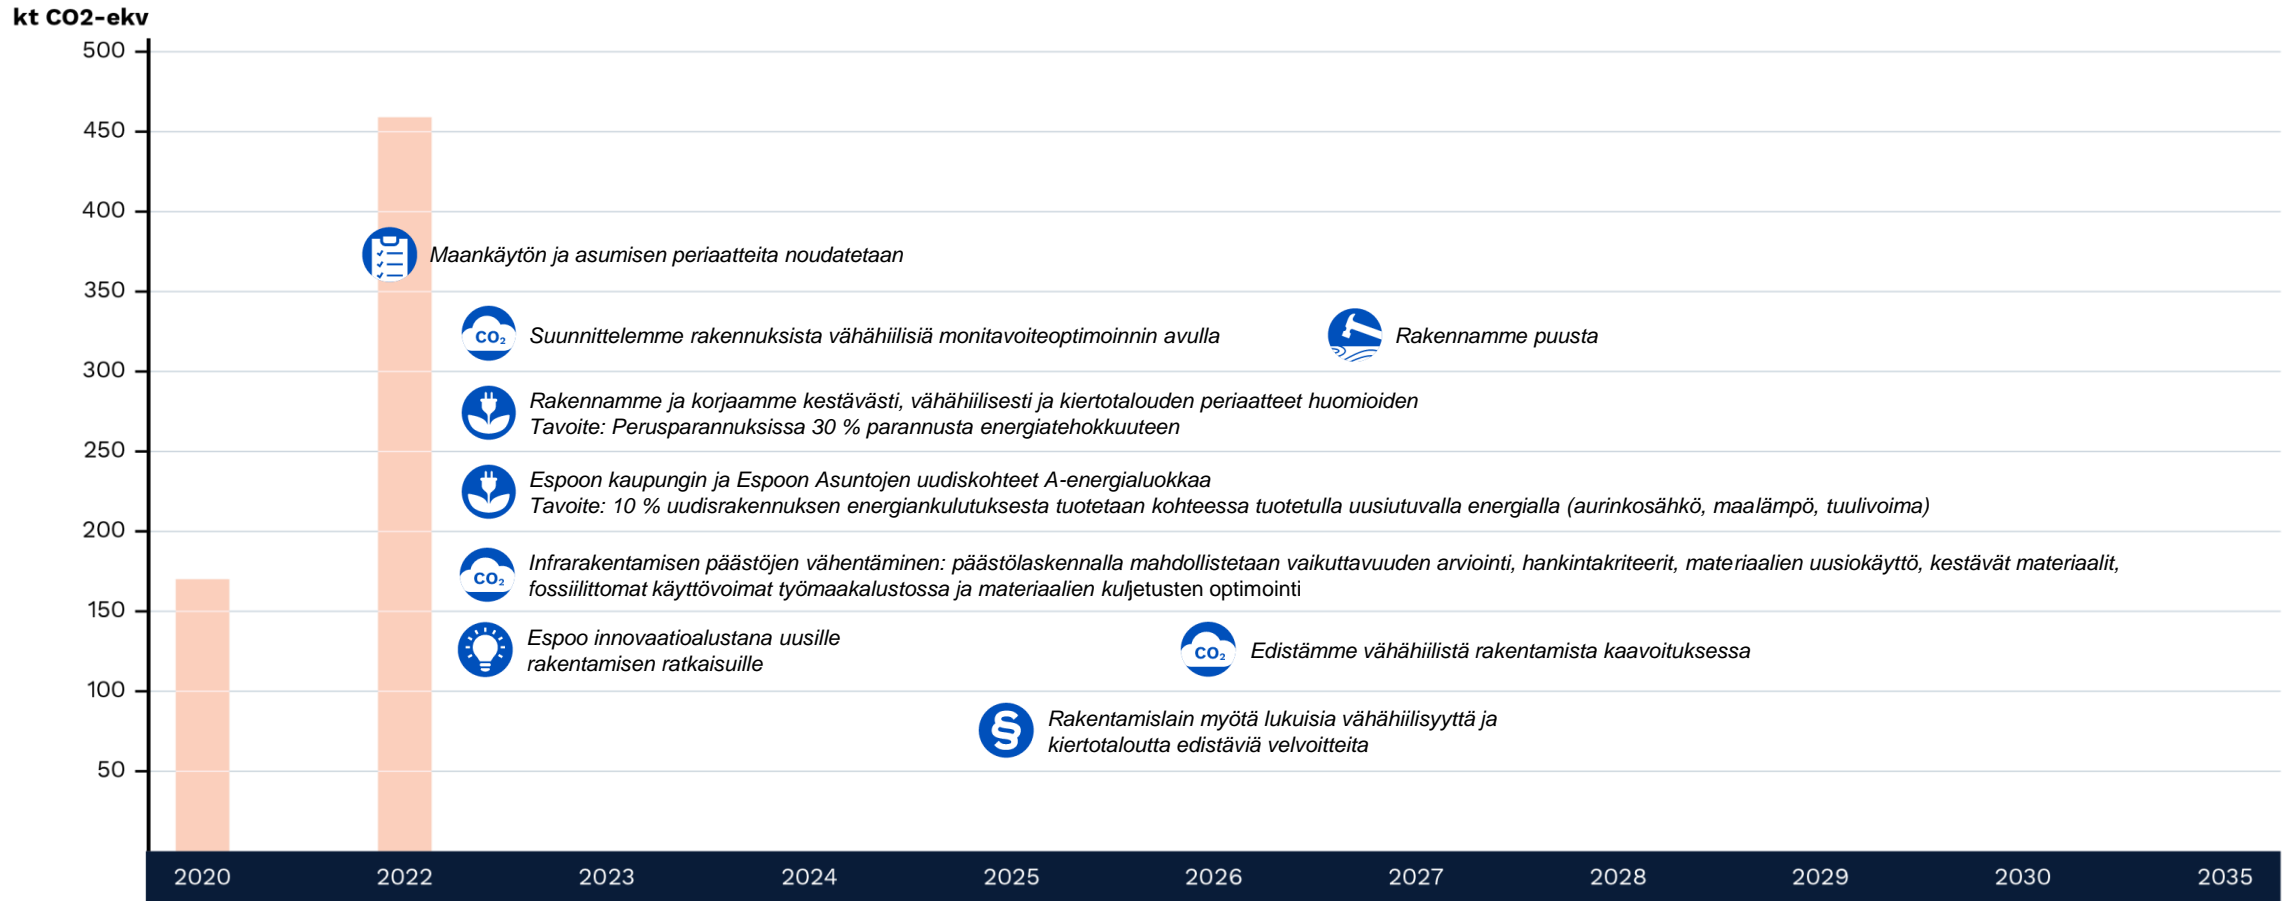 kt CO2-ekv
500
450
400
350
300
250
200
150
100
50
Maankäytön ja asumisen periaatteita noudatetaan
CO₂
Suunnittelemme rakennuksista vähähiilisiä monitavoiteoptimoinnin avulla
Rakennamme puusta
Rakennamme ja korjaamme kestävästi, vähähiilisesti ja kiertotalouden periaatteet huomioiden
Tavoite: Perusparannuksissa 30 % parannusta energiatehokkuuteen
Espoon kaupungin ja Espoon Asuntojen uudiskohteet A-energialuokkaa
Tavoite: 10 % uudisrakennuksen energiankulutuksesta tuotetaan kohteessa tuotetulla uusiutuvalla energialla (aurinkosähkö, maalämpö, tuulivoima)
CO₂
Infrarakentamisen päästöjen vähentäminen: päästölaskennalla mahdollistetaan vaikuttavuuden arviointi, hankintakriteerit, materiaalien uusiokäyttö, kestävät materiaalit,
fossiilittomat käyttövoimat työmaakalustossa ja materiaalien kuljetusten optimointi
Espoo innovaatioalustana uusille
rakentamisen ratkaisuille
CO₂
Edistämme vähähiilistä rakentamista kaavoituksessa
§
Rakentamislain myötä lukuisia vähähiilisyyttä ja
kiertotaloutta edistäviä velvoitteita
2020 2022 2023 2024 2025 2026 2027 2028 2029 2030 2035